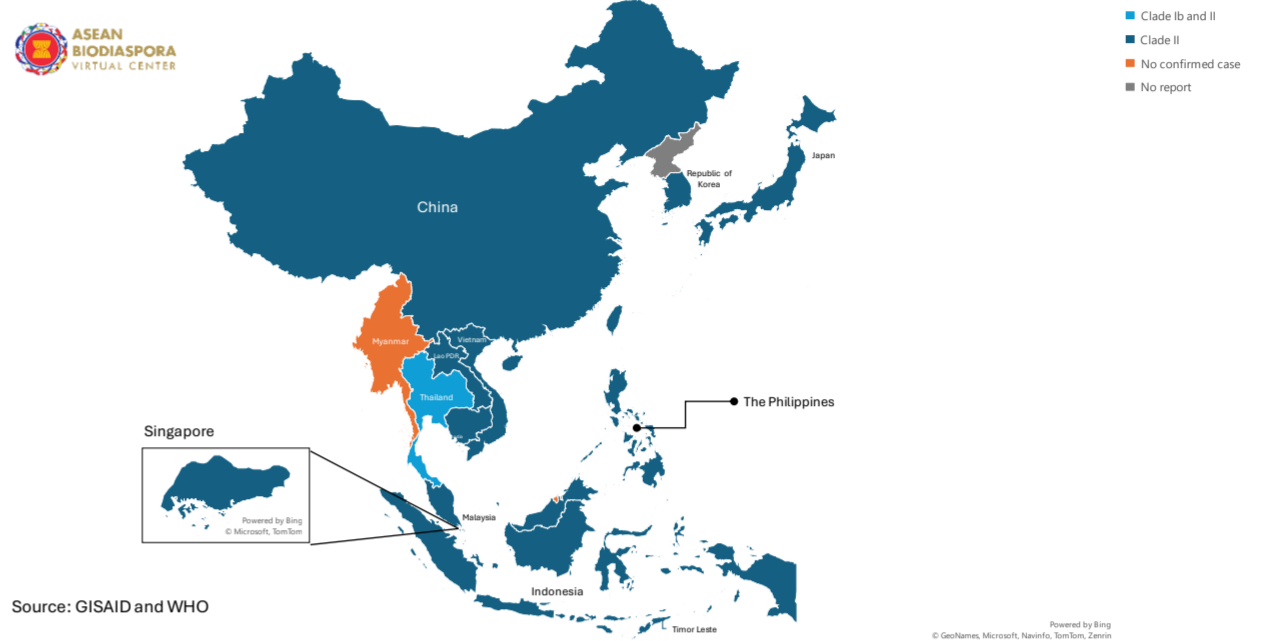 ASEAN
BIODIASPORA
VIRTUAL CENTER
Clade Ib and II
Clade II
No confirmed case
No report
Japan
Republic of
Korea
China
Myanmar
Vietnam
Lao PDR
Thailand
The Philippines
Singapore
Powered by Bing
© Microsoft, TomTom
Malaysia
Indonesia
Source: GISAID and WHO
Timor Leste
Powered by Bing
© GeoNames, Microsoft, Navinfo, TomTom, Zenrin